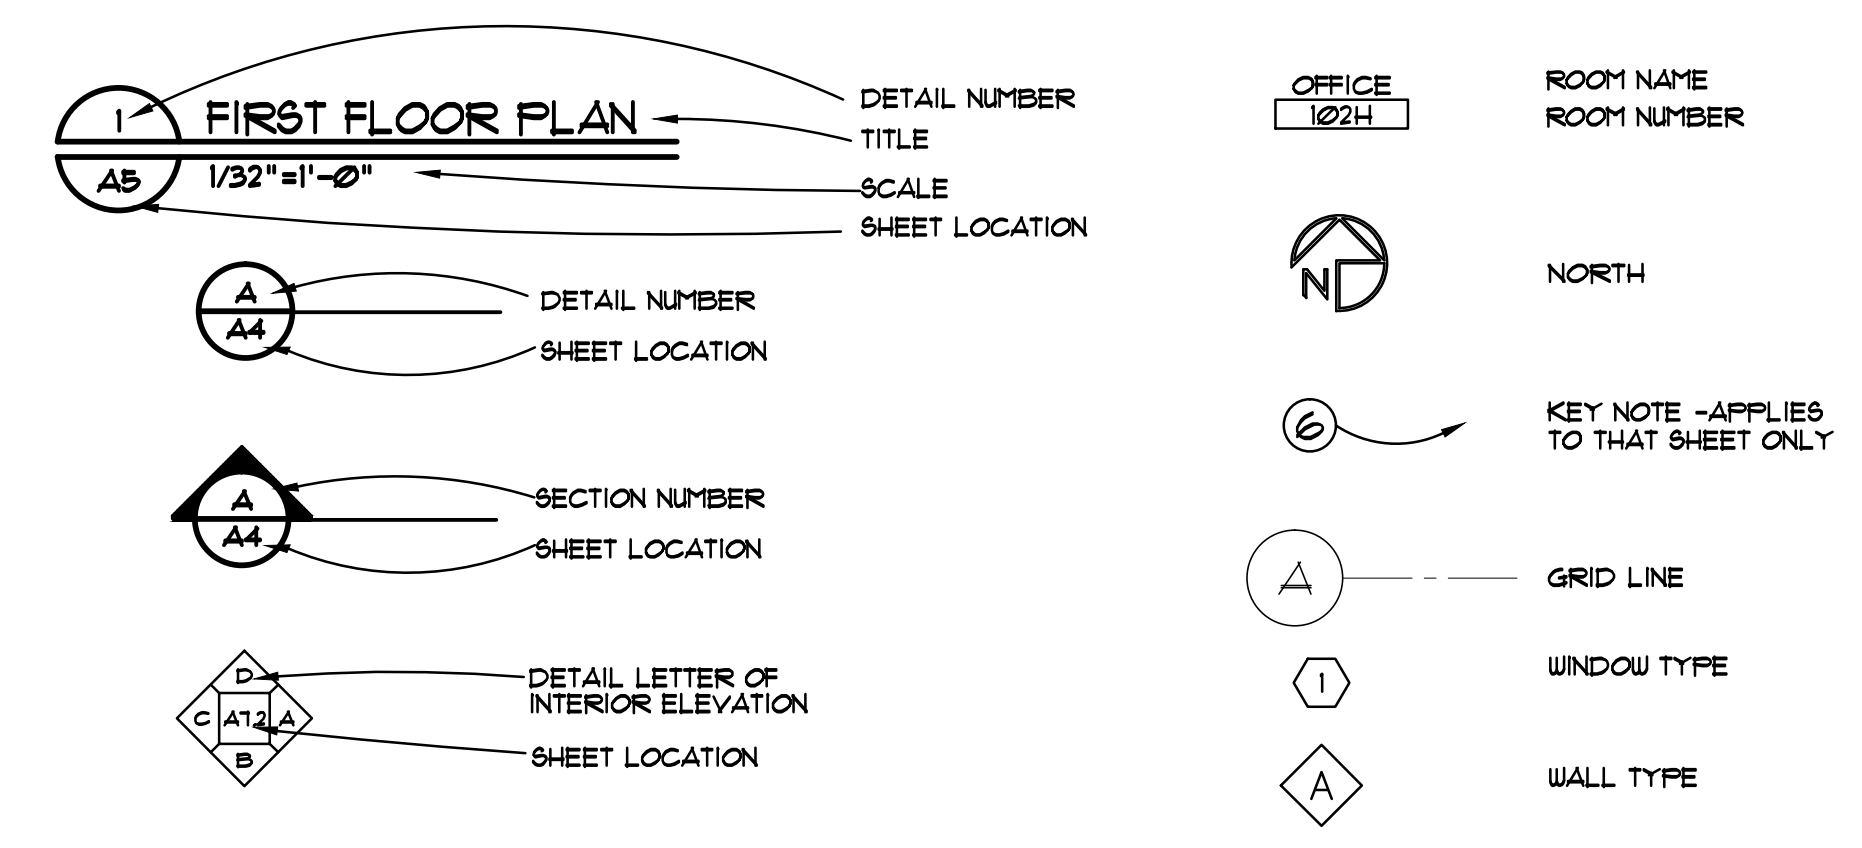 1
FIRST FLOOR PLAN
A5
1/32"=1'-Ø"
DETAIL NUMBER
TITLE
SCALE
SHEET LOCATION
A
A4
DETAIL NUMBER
SHEET LOCATION
A
A4
SECTION NUMBER
SHEET LOCATION
D
C
A7.2
A
B
DETAIL LETTER OF
INTERIOR ELEVATION
SHEET LOCATION
OFFICE
1Ø2H
ROOM NAME
ROOM NUMBER
N
NORTH
6
KEY NOTE -APPLIES
TO THAT SHEET ONLY
A
GRID LINE
1
WINDOW TYPE
A
WALL TYPE